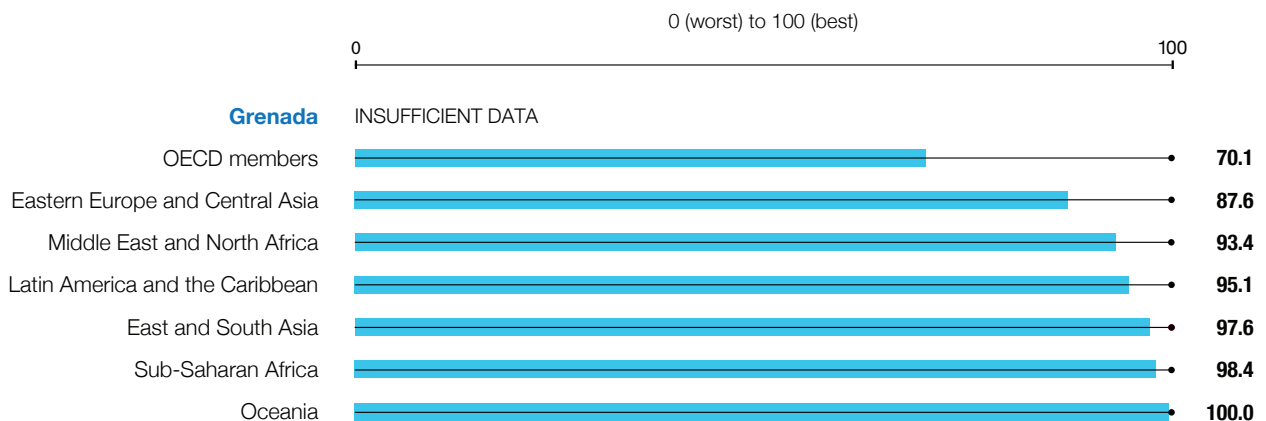 0 (worst) to 100 (best)
0 100
Grenada INSUFFICIENT DATA
OECD members 70.1
Eastern Europe and Central Asia 87.6
Middle East and North Africa 93.4
Latin America and the Caribbean 95.1
East and South Asia 97.6
Sub-Saharan Africa 98.4
Oceania 100.0